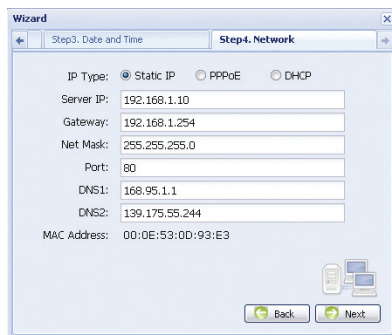 Wizard
Step3. Date and Time
Step4. Network
IP Type: Static IP PPPoE DHCP
Server IP: 192.168.1.10
Gateway: 192.168.1.254
Net Mask: 255.255.255.0
Port: 80
DNS1: 168.95.1.1
DNS2: 139.175.55.244
MAC Address: 00:0E:53:0D:93:E3
Back Next